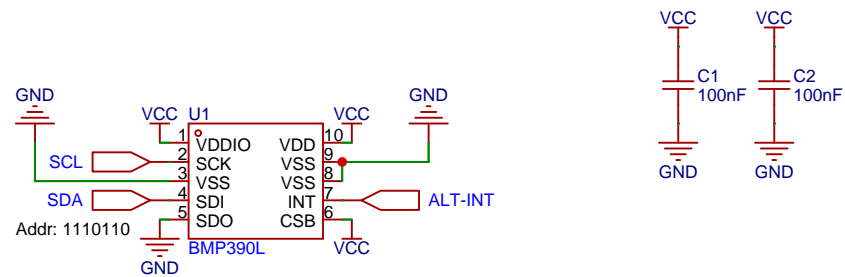 VCC
VCC
C1
100nF
C2
100nF
GND
GND
GND
GND
VCC
U1
VCC
1
VDDIO
VDD
10
SCL
2
SCK
VSS
9
3
VSS
VSS
8
SDA
4
SDI
INT
7
ALT-INT
5
SDO
CSB
6
Addr: 1110110
BMP390L
VCC
GND